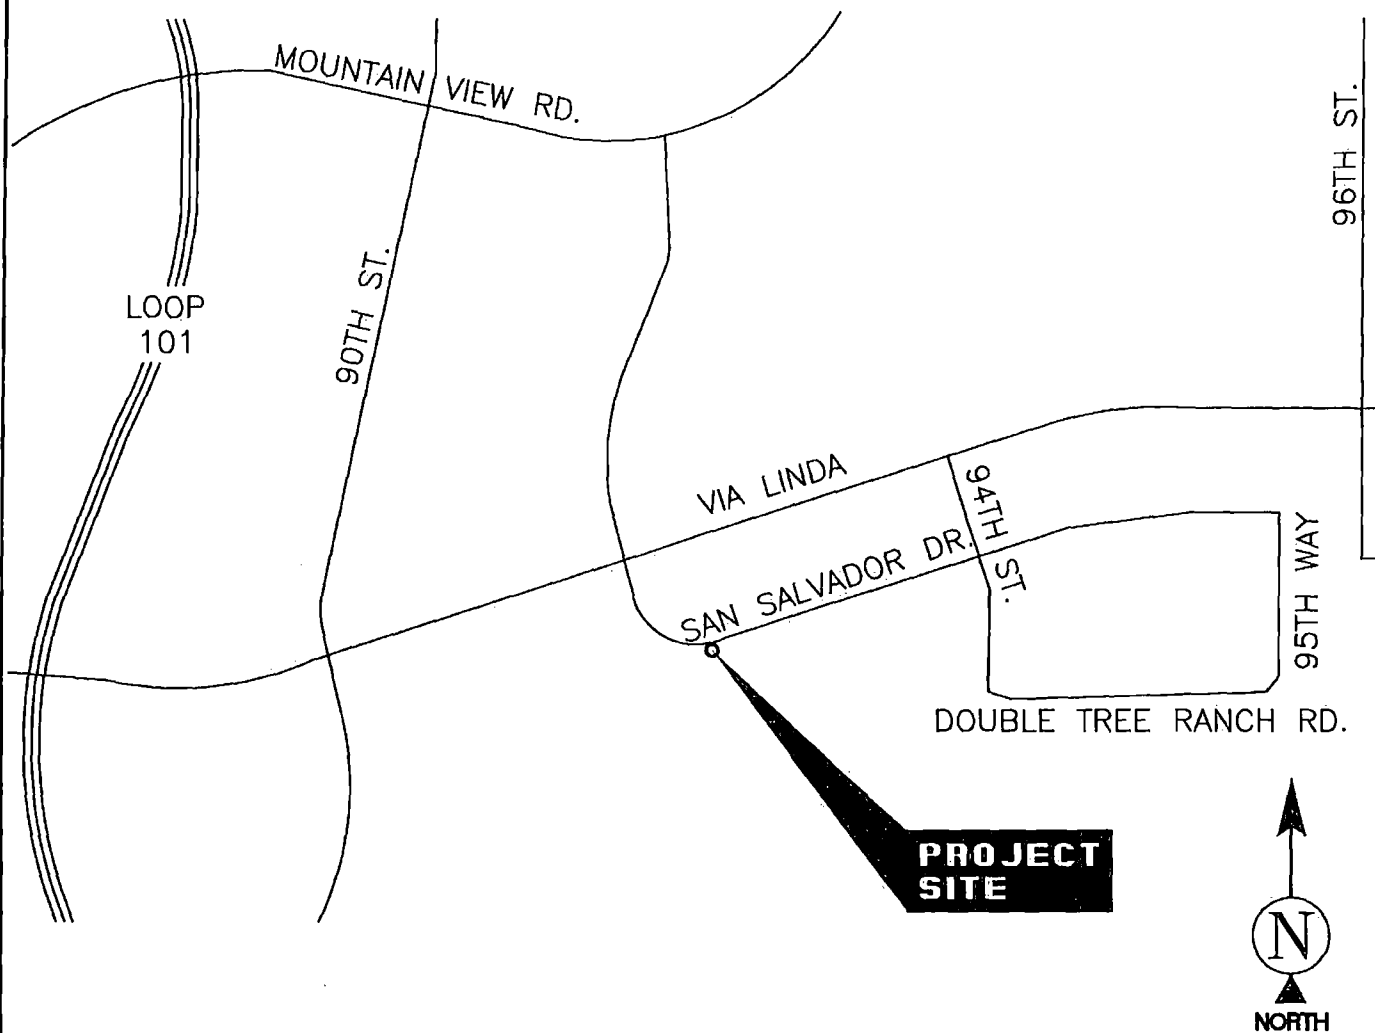 MOUNTAIN VIEW RD.
96TH ST.
90TH ST.
LOOP
101
VIA LINDA
94TH ST.
SAN SALVADOR DR.
95TH WAY
DOUBLE TREE RANCH RD.
PROJECT
SITE
N
NORTH